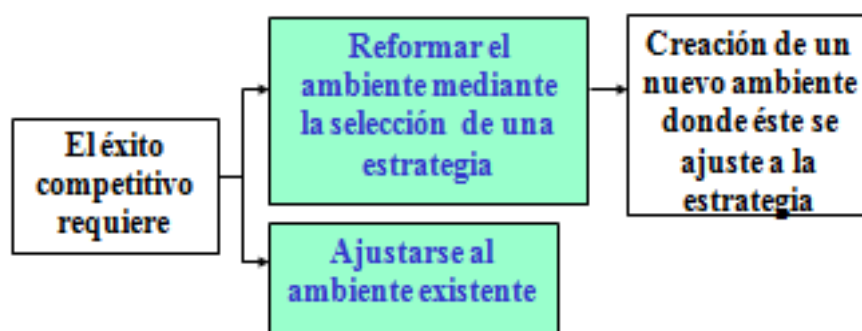 El éxito
competitivo
requiere
Reformar el
ambiente mediante
la selección de una
estrategia
Creación de un
nuevo ambiente
donde éste se
ajuste a la
estrategia
Ajustarse al
ambiente existente